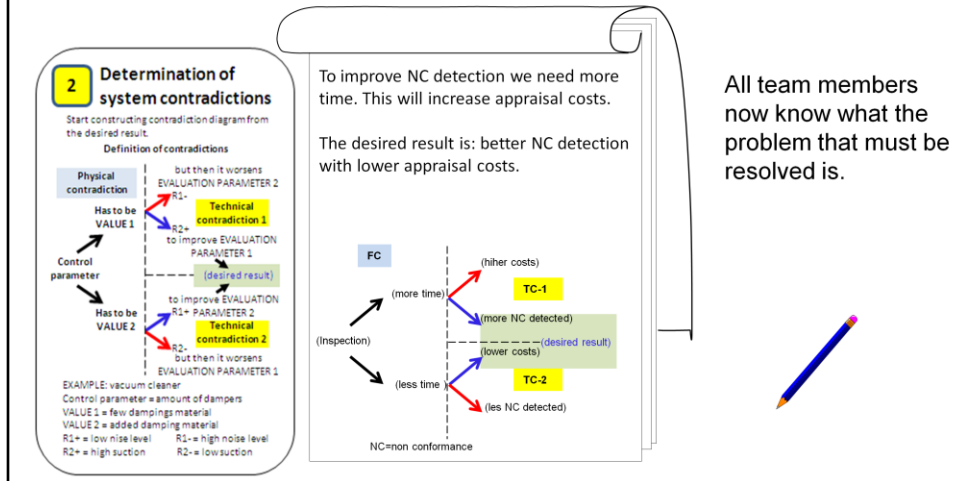 2
Determination of
system contradictions
Start constructing contradiction diagram from
the desired result.
Definition of contradictions
Physical
contradiction
but then it worsens
EVALUATION PARAMETER 2
R1-
Has to be
VALUE 1
Technical
contradiction 1
R2+
to improve EVALUATION
PARAMETER 1
Control
parameter
(desired result)
to improve EVALUATION
R1+ PARAMETER 2
Has to be
VALUE 2
Technical
contradiction 2
R2-
but then it worsens
EVALUATION PARAMETER 1
EXAMPLE: vacuum cleaner
Control parameter = amount of dampers
VALUE 1 = few dampings material
VALUE 2 = added damping material
R1+ = low nise level R1- = high noise level
R2+ = high suction R2- = low suction
To improve NC detection we need more
time. This will increase appraisal costs.
The desired result is: better NC detection
with lower appraisal costs.
FC
(hiher costs)
(more time)
TC-1
(more NC detected)
(Inspection)
(desired result)
(lower costs)
TC-2
(less time )
(les NC detected)
NC=non conformance
All team members
now know what the
problem that must be
resolved is.